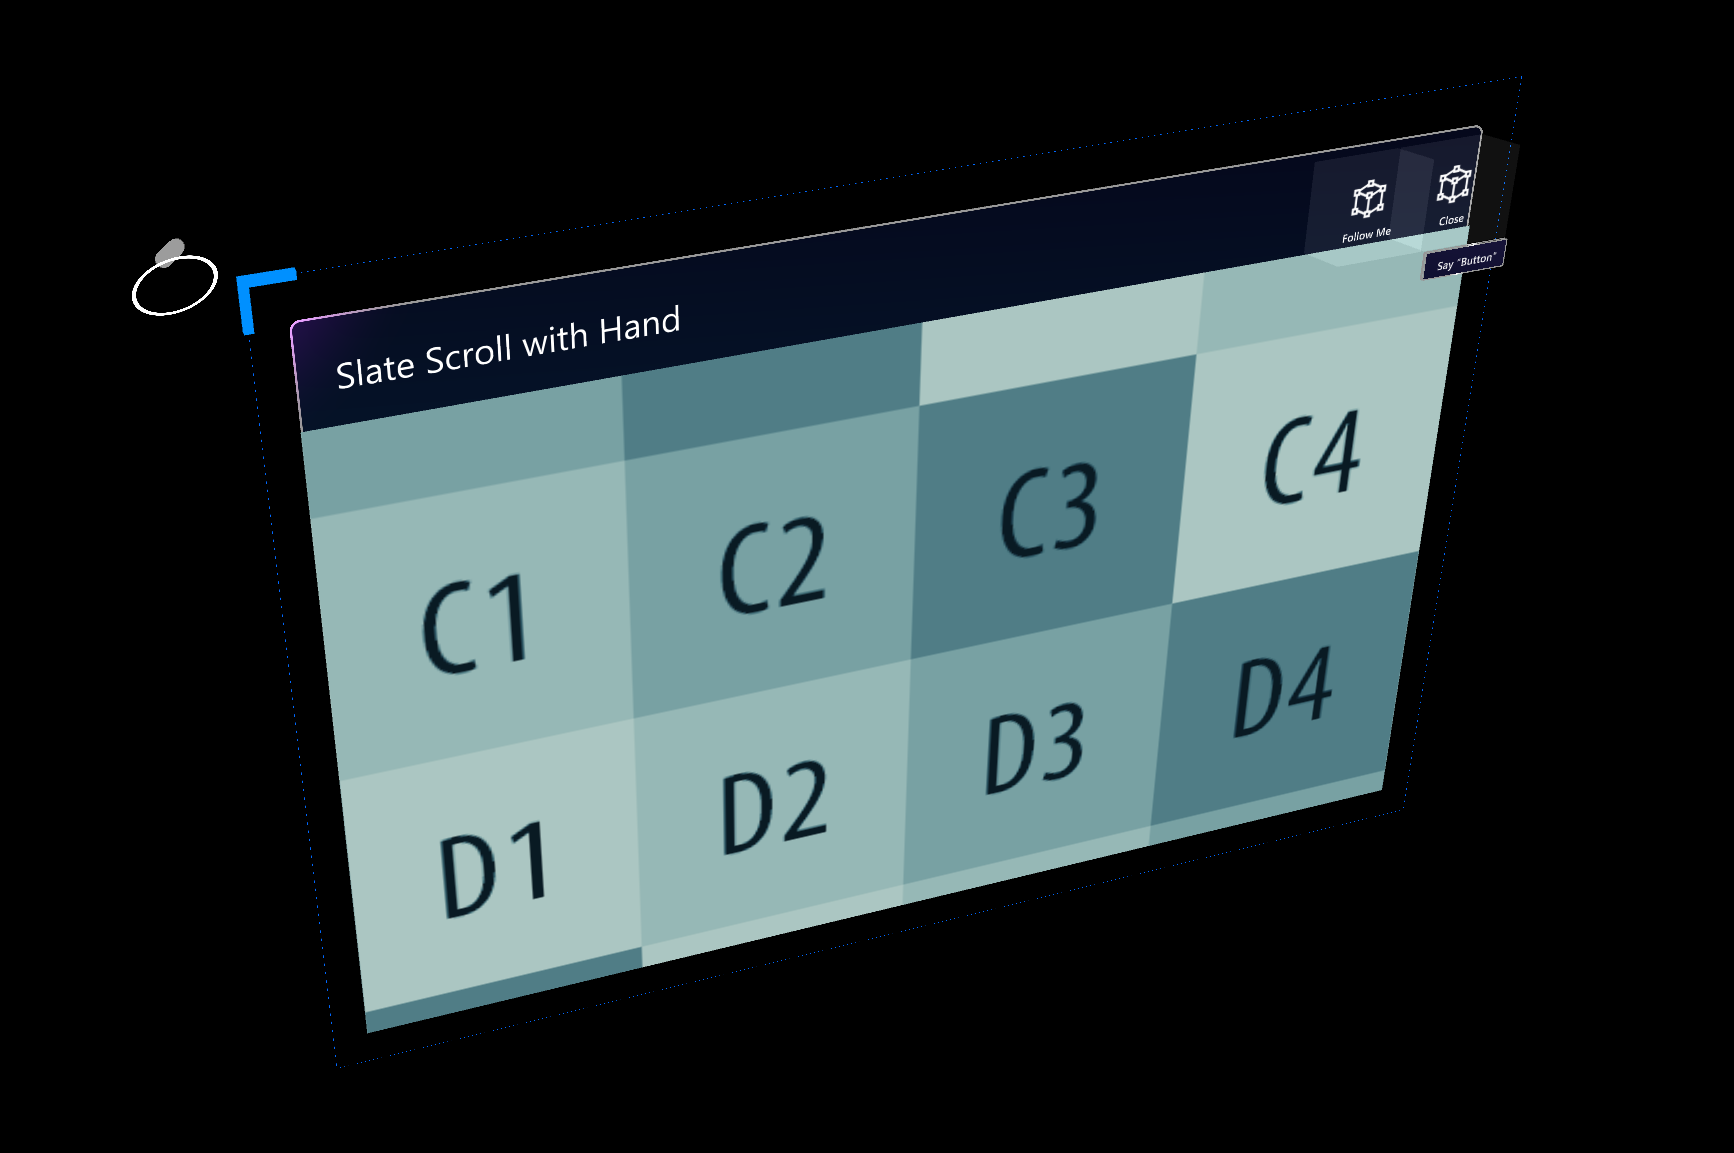 Slate Scroll with Hand
Follow Me
Close
Say "Button"
C1 C2 C3 C4
D1 D2 D3 D4